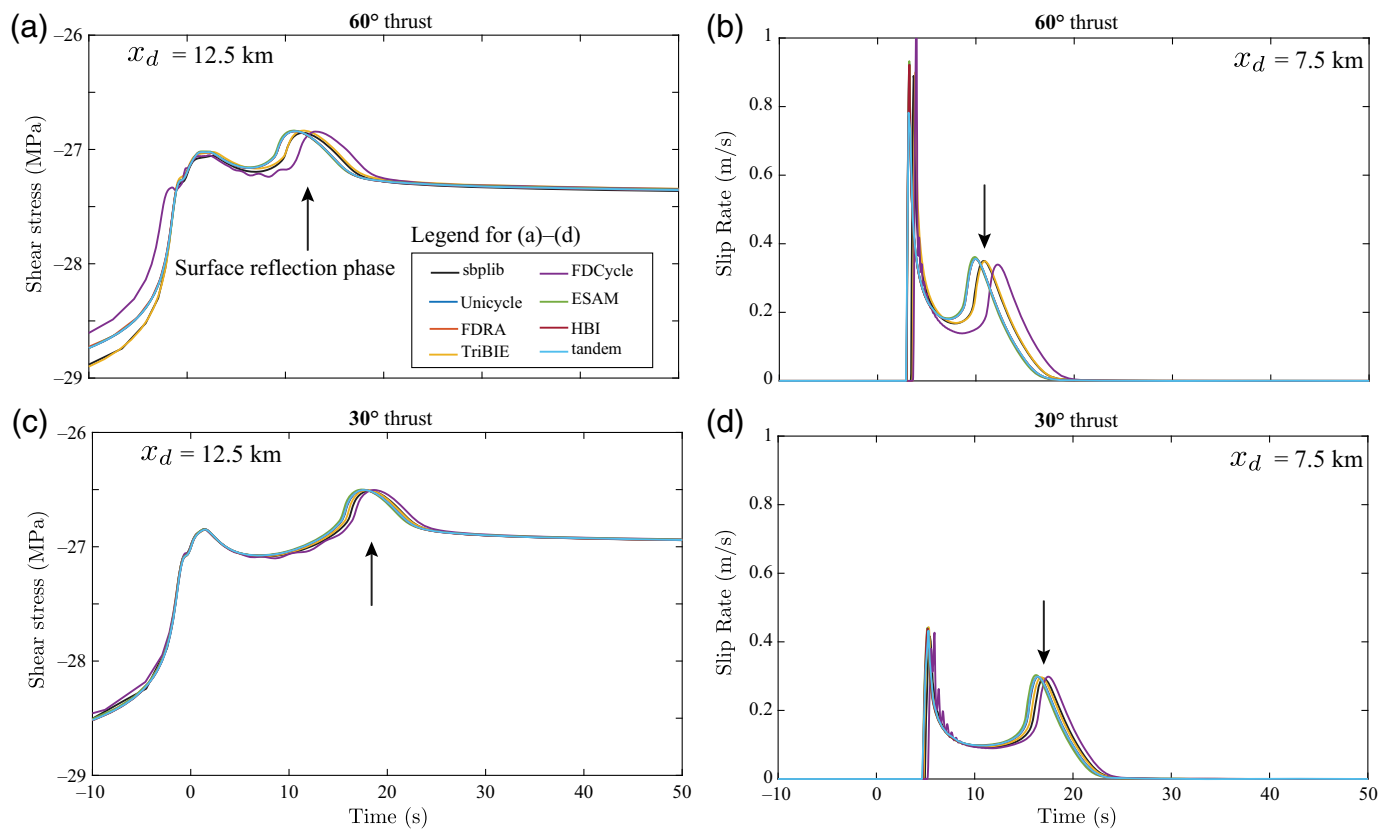 (a)
60° thrust
x_d = 12.5 km
−26
−27
−28
−29
Shear stress (MPa)
Surface reflection phase
Legend for (a)–(d)
sbplib
FDCycle
Unicycle
ESAM
FDRA
HBI
TriBIE
tandem
−10
0
10
20
30
40
50
(b)
60° thrust
x_d = 7.5 km
1
0.8
0.6
0.4
0.2
0
Slip Rate (m/s)
−10
0
10
20
30
40
50
(c)
30° thrust
x_d = 12.5 km
−26
−27
−28
−29
Shear stress (MPa)
−10
0
10
20
30
40
50
Time (s)
(d)
30° thrust
x_d = 7.5 km
1
0.8
0.6
0.4
0.2
0
Slip Rate (m/s)
−10
0
10
20
30
40
50
Time (s)